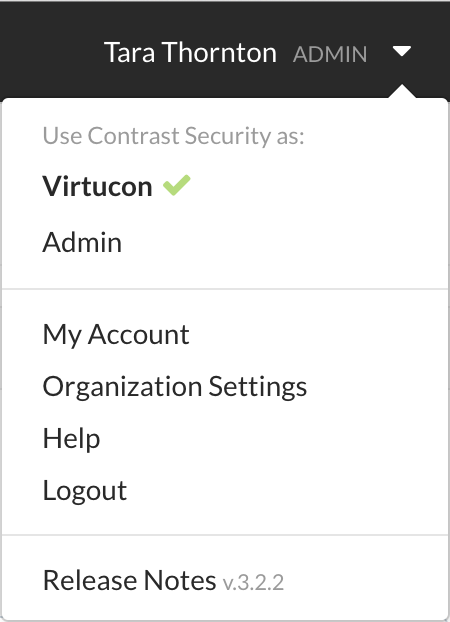 Tara Thornton ADMIN
Use Contrast Security as:
Virtucon
Admin
My Account
Organization Settings
Help
Logout
Release Notes v.3.2.2